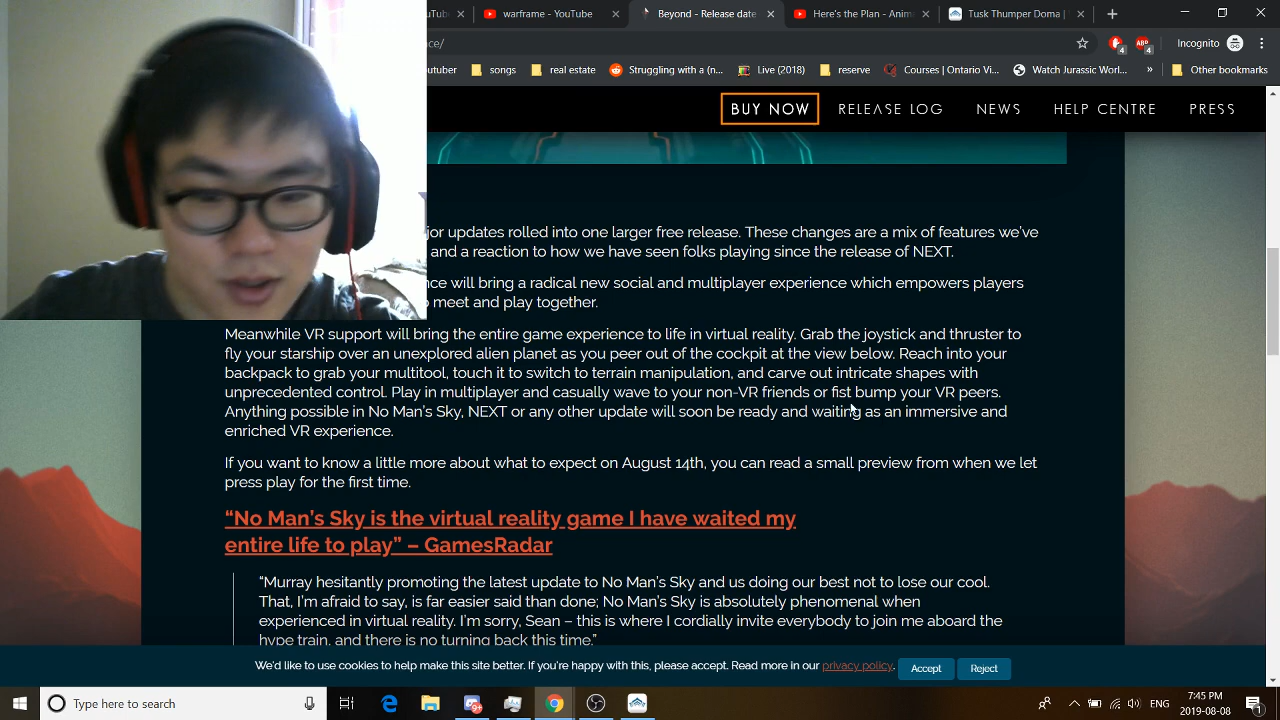 uTube
warframe - YouTube
Beyond - Release date
Here's the Plan - Anim
Tusk Thumper Doma |
ce/
4
ABP
4
Incognito
outuber
songs
real estate
Struggling with a (n...
Live (2018)
resense
Courses | Ontario Vi...
Watch Jurassic Worl...
»
Other bookmarks
BUY NOW
RELEASE LOG
NEWS
HELP CENTRE
PRESS
jor updates rolled into one larger free release. These changes are a mix of features we've
and a reaction to how we have seen folks playing since the release of NEXT.
nce will bring a radical new social and multiplayer experience which empowers players
o meet and play together.
Meanwhile VR support will bring the entire game experience to life in virtual reality. Grab the joystick and thruster to
fly your starship over an unexplored alien planet as you peer out of the cockpit at the view below. Reach into your
backpack to grab your multitool, touch it to switch to terrain manipulation, and carve out intricate shapes with
unprecedented control. Play in multiplayer and casually wave to your non-VR friends or fist bump your VR peers.
Anything possible in No Man's Sky, NEXT or any other update will soon be ready and waiting as an immersive and
enriched VR experience.
If you want to know a little more about what to expect on August 14th, you can read a small preview from when we let
press play for the first time.
“No Man's Sky is the virtual reality game I have waited my
entire life to play” – GamesRadar
“Murray hesitantly promoting the latest update to No Man's Sky and us doing our best not to lose our cool.
That, I'm afraid to say, is far easier said than done; No Man's Sky is absolutely phenomenal when
experienced in virtual reality. I'm sorry, Sean – this is where I cordially invite everybody to join me aboard the
hype train, and there is no turning back this time.”
We'd like to use cookies to help make this site better. If you're happy with this, please accept. Read more in our privacy policy.
Accept
Reject
Type here to search
ENG
7:45 PM
2019-08-08